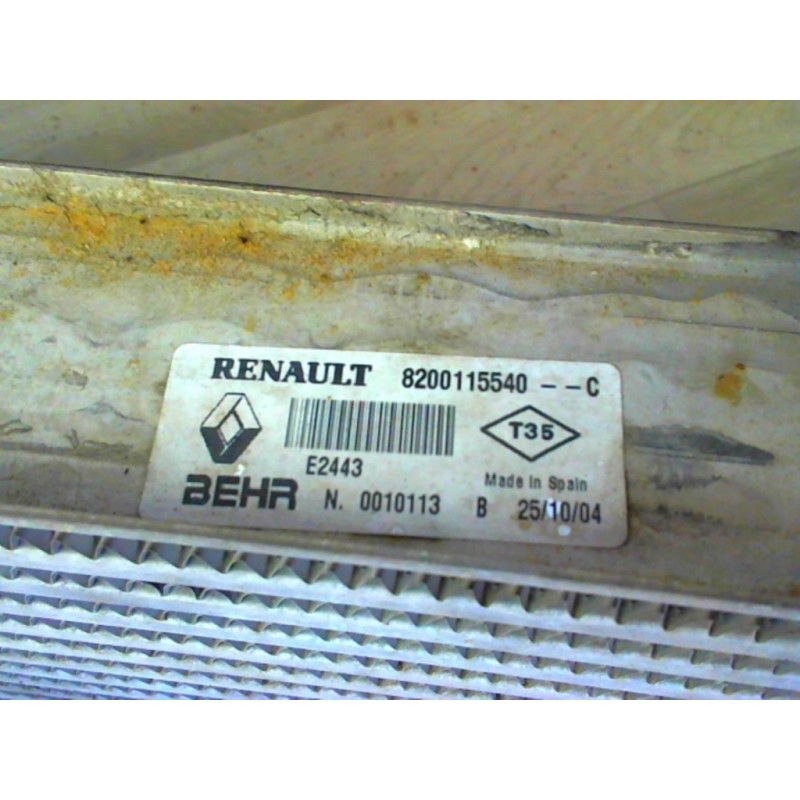 RENAULT 8200115540 - - C
T35
E2443
Made in Spain
BEHR N. 0010113 B 25/10/04